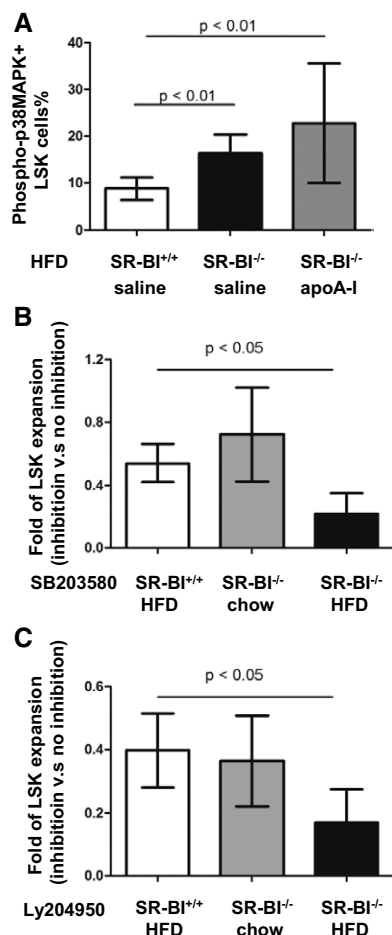 A
Phospho-p38MAPK+
LSK cells%
40
30
20
10
0
p < 0.01
p < 0.01
HFD
SR-BI+/+
saline
SR-BI-/-
saline
SR-BI-/-
apoA-I
B
Fold of LSK expansion
(inhibitioin v.s no inhibition)
1.2
0.8
0.4
0.0
p < 0.05
SB203580
SR-BI+/+
HFD
SR-BI-/-
chow
SR-BI-/-
HFD
C
Fold of LSK expansion
(inhibitioin v.s no inhibition)
0.6
0.4
0.2
0.0
p < 0.05
Ly204950
SR-BI+/+
HFD
SR-BI-/-
chow
SR-BI-/-
HFD